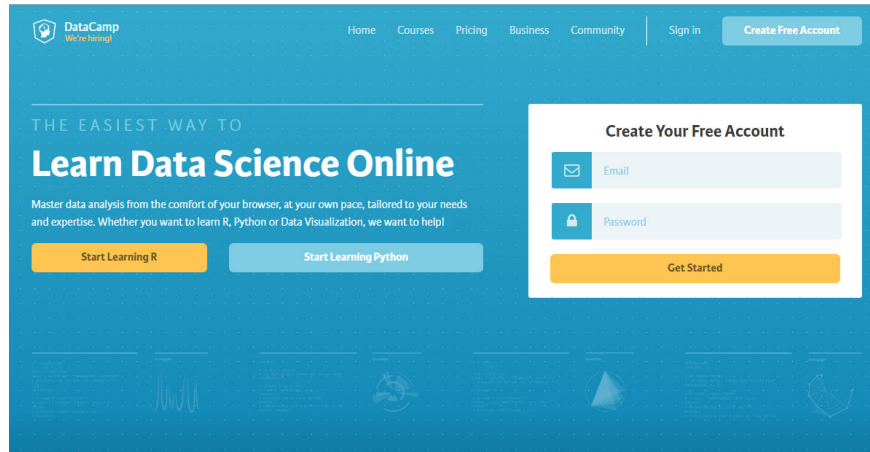 DataCamp
We're hiring!
Home Courses Pricing Business Community Sign in Create Free Account
THE EASIEST WAY TO
Learn Data Science Online
Master data analysis from the comfort of your browser, at your own pace, tailored to your needs
and expertise. Whether you want to learn R, Python or Data Visualization, we want to help!
Start Learning R Start Learning Python
Create Your Free Account
Email
Password
Get Started